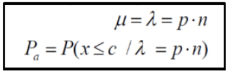 μ = λ = p·n
Pₐ = P(x ≤ c / λ = p·n)